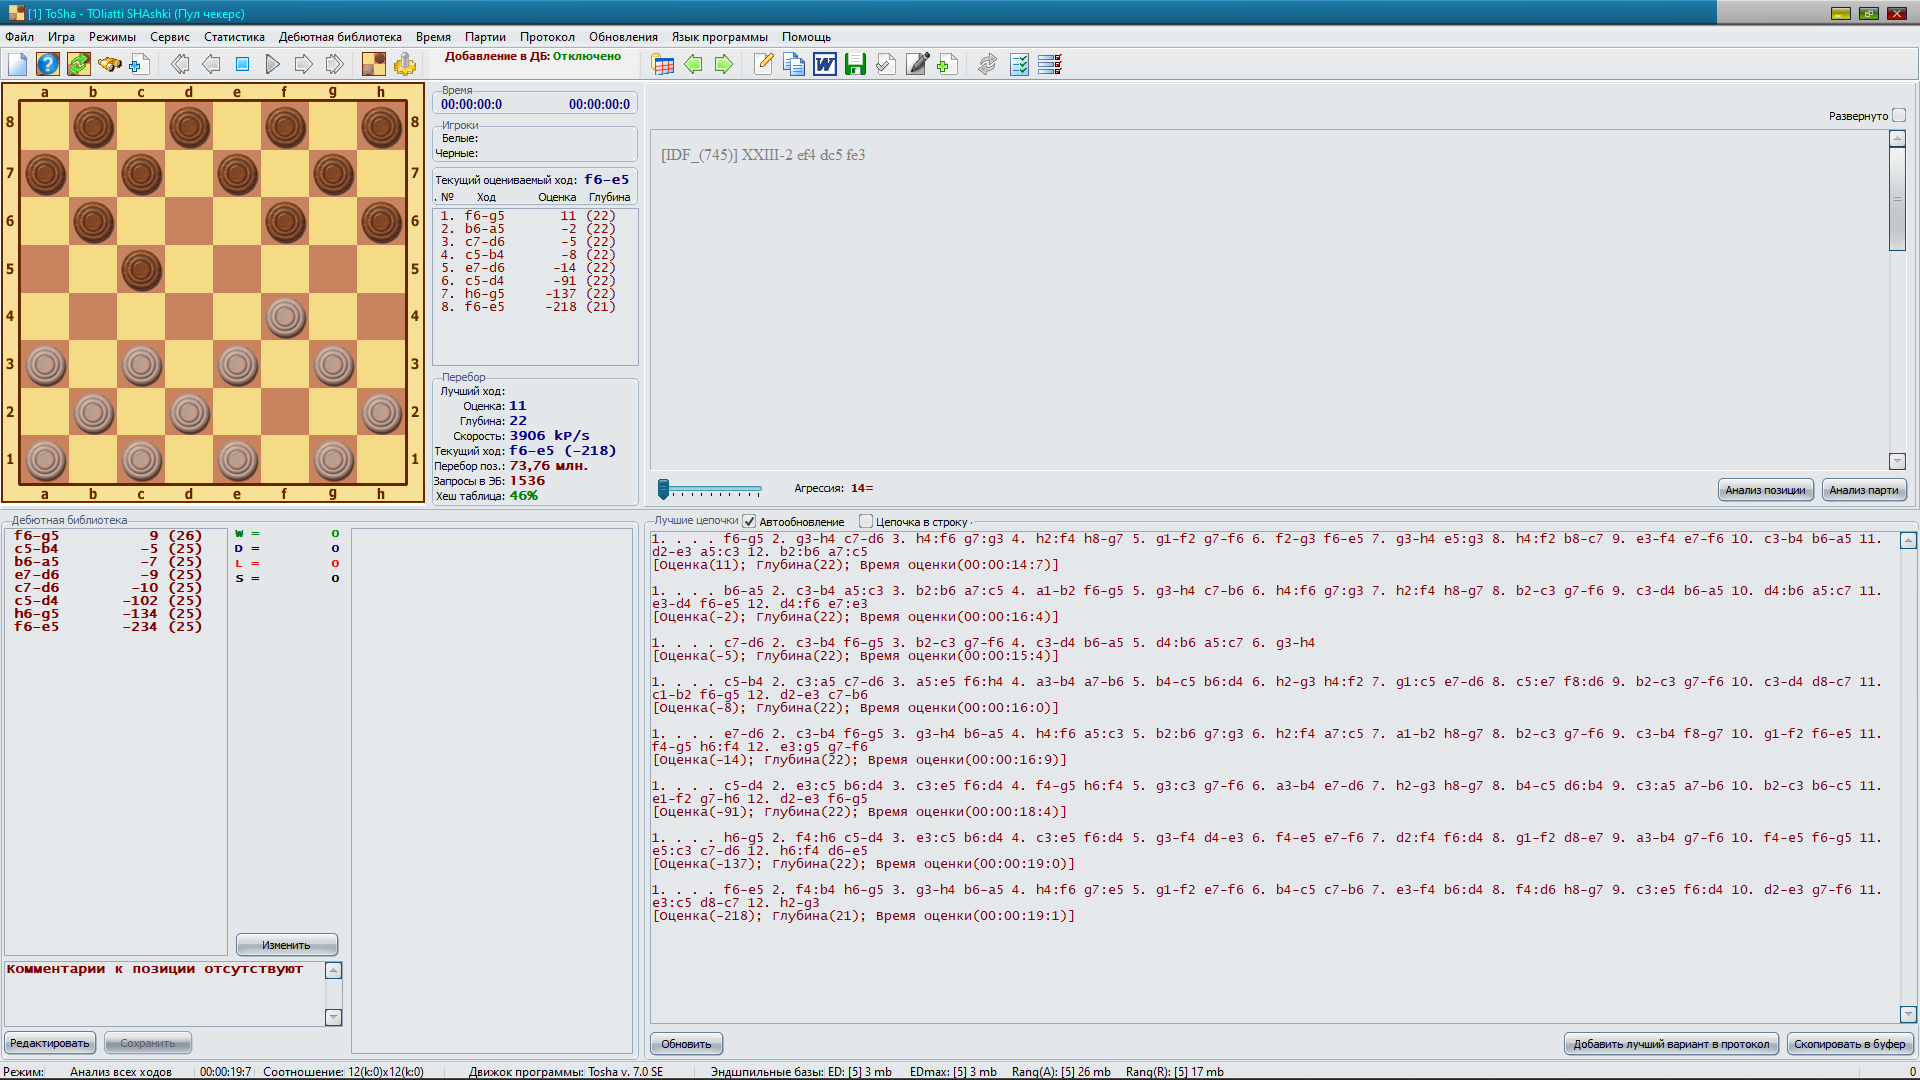 [1] ToSha - TOliatti SHAshki (Пул чекерс)
Файл Игра Режимы Сервис Статистика Дебютная библиотека Время Партии Протокол Обновления Язык программы Помощь
Добавление в ДБ: Отключено
a b c d e f g h
8 8
7 7
6 6
5 5
4 4
3 3
2 2
1 1
a b c d e f g h
Время
00:00:00:0 00:00:00:0
Игроки
Белые:
Черные:
Текущий оцениваемый ход: f6-e5
. № Ход Оценка Глубина
1. f6-g5 11 (22)
2. b6-a5 -2 (22)
3. c7-d6 -5 (22)
4. c5-b4 -8 (22)
5. e7-d6 -14 (22)
6. c5-d4 -91 (22)
7. h6-g5 -137 (22)
8. f6-e5 -218 (21)
Перебор
Лучший ход:
Оценка: 11
Глубина: 22
Скорость: 3906 kP/s
Текущий ход: f6-e5 (-218)
Перебор поз.: 73,76 млн.
Запросы в ЭБ: 1536
Хеш таблица: 46%
Развернуто
[IDF_(745)] XXIII-2 ef4 dc5 fe3
Агрессия: 14=
Анализ позиции Анализ парти
Дебютная библиотека
f6-g5 9 (26)
c5-b4 -5 (25)
b6-a5 -7 (25)
e7-d6 -9 (25)
c7-d6 -10 (25)
c5-d4 -102 (25)
h6-g5 -134 (25)
f6-e5 -234 (25)
W = 0
D = 0
L = 0
S = 0
Изменить
Комментарии к позиции отсутствуют
Редактировать Сохранить
Лучшие цепочки Автообновление Цепочка в строку
1. . . . f6-g5 2. g3-h4 c7-d6 3. h4:f6 g7:g3 4. h2:f4 h8-g7 5. g1-f2 g7-f6 6. f2-g3 f6-e5 7. g3-h4 e5:g3 8. h4:f2 b8-c7 9. e3-f4 e7-f6 10. c3-b4 b6-a5 11.
d2-e3 a5:c3 12. b2:b6 a7:c5
[Оценка(11); Глубина(22); Время оценки(00:00:14:7)]
1. . . . b6-a5 2. c3-b4 a5:c3 3. b2:b6 a7:c5 4. a1-b2 f6-g5 5. g3-h4 c7-b6 6. h4:f6 g7:g3 7. h2:f4 h8-g7 8. b2-c3 g7-f6 9. c3-d4 b6-a5 10. d4:b6 a5:c7 11.
e3-d4 f6-e5 12. d4:f6 e7:e3
[Оценка(-2); Глубина(22); Время оценки(00:00:16:4)]
1. . . . c7-d6 2. c3-b4 f6-g5 3. b2-c3 g7-f6 4. c3-d4 b6-a5 5. d4:b6 a5:c7 6. g3-h4
[Оценка(-5); Глубина(22); Время оценки(00:00:15:4)]
1. . . . c5-b4 2. c3:a5 c7-d6 3. a5:e5 f6:h4 4. a3-b4 a7-b6 5. b4-c5 b6:d4 6. h2-g3 h4:f2 7. g1:c5 e7-d6 8. c5:e7 f8:d6 9. b2-c3 g7-f6 10. c3-d4 d8-c7 11.
c1-b2 f6-g5 12. d2-e3 c7-b6
[Оценка(-8); Глубина(22); Время оценки(00:00:16:0)]
1. . . . e7-d6 2. c3-b4 f6-g5 3. g3-h4 b6-a5 4. h4:f6 a5:c3 5. b2:b6 g7:g3 6. h2:f4 a7:c5 7. a1-b2 h8-g7 8. b2-c3 g7-f6 9. c3-b4 f8-g7 10. g1-f2 f6-e5 11.
f4-g5 h6:f4 12. e3:g5 g7-f6
[Оценка(-14); Глубина(22); Время оценки(00:00:16:9)]
1. . . . c5-d4 2. e3:c5 b6:d4 3. c3:e5 f6:d4 4. f4-g5 h6:f4 5. g3:c3 g7-f6 6. a3-b4 e7-d6 7. h2-g3 h8-g7 8. b4-c5 d6:b4 9. c3:a5 a7-b6 10. b2-c3 b6-c5 11.
e1-f2 g7-h6 12. d2-e3 f6-g5
[Оценка(-91); Глубина(22); Время оценки(00:00:18:4)]
1. . . . h6-g5 2. f4:h6 c5-d4 3. e3:c5 b6:d4 4. c3:e5 f6:d4 5. g3-f4 d4-e3 6. f4-e5 e7-f6 7. d2:f4 f6:d4 8. g1-f2 d8-e7 9. a3-b4 g7-f6 10. f4-e5 f6-g5 11.
e5:c3 c7-d6 12. h6:f4 d6-e5
[Оценка(-137); Глубина(22); Время оценки(00:00:19:0)]
1. . . . f6-e5 2. f4:b4 h6-g5 3. g3-h4 b6-a5 4. h4:f6 g7:e5 5. g1-f2 e7-f6 6. b4-c5 c7-b6 7. e3-f4 b6:d4 8. f4:d6 h8-g7 9. c3:e5 f6:d4 10. d2-e3 g7-f6 11.
e3:c5 d8-c7 12. h2-g3
[Оценка(-218); Глубина(21); Время оценки(00:00:19:1)]
Обновить Добавить лучший вариант в протокол Скопировать в буфер
Режим: Анализ всех ходов 00:00:19:7 Соотношение: 12(k:0)x12(k:0) Движок программы: Tosha v. 7.0 SE Эндшпильные базы: ED: [5] 3 mb EDmax: [5] 3 mb Rang(A): [5] 26 mb Rang(R): [5] 17 mb 0